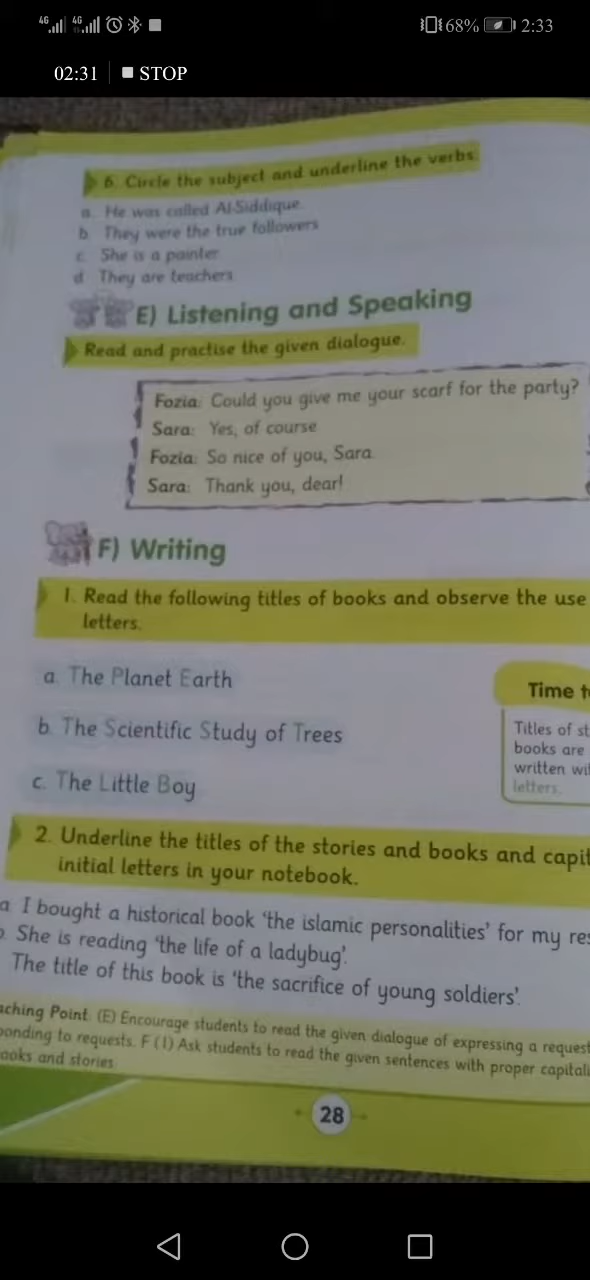 4G 4G 68% 2:33
02:31 STOP
6. Circle the subject and underline the verbs.
a. He was called Al-Siddique.
b. They were the true followers
c. She is a painter
d. They are teachers
E) Listening and Speaking
Read and practise the given dialogue.
Fozia: Could you give me your scarf for the party?
Sara: Yes, of course
Fozia: So nice of you, Sara.
Sara: Thank you, dear!
F) Writing
1. Read the following titles of books and observe the use
letters.
a. The Planet Earth
b. The Scientific Study of Trees
c. The Little Boy
Time t
Titles of st
books are
written wi
letters.
2. Underline the titles of the stories and books and capit
initial letters in your notebook.
a. I bought a historical book ‘the islamic personalities’ for my res
. She is reading ‘the life of a ladybug’.
The title of this book is ‘the sacrifice of young soldiers’.
aching Point (E) Encourage students to read the given dialogue of expressing a request
ponding to requests. F (1) Ask students to read the given sentences with proper capitali
ooks and stories.
28